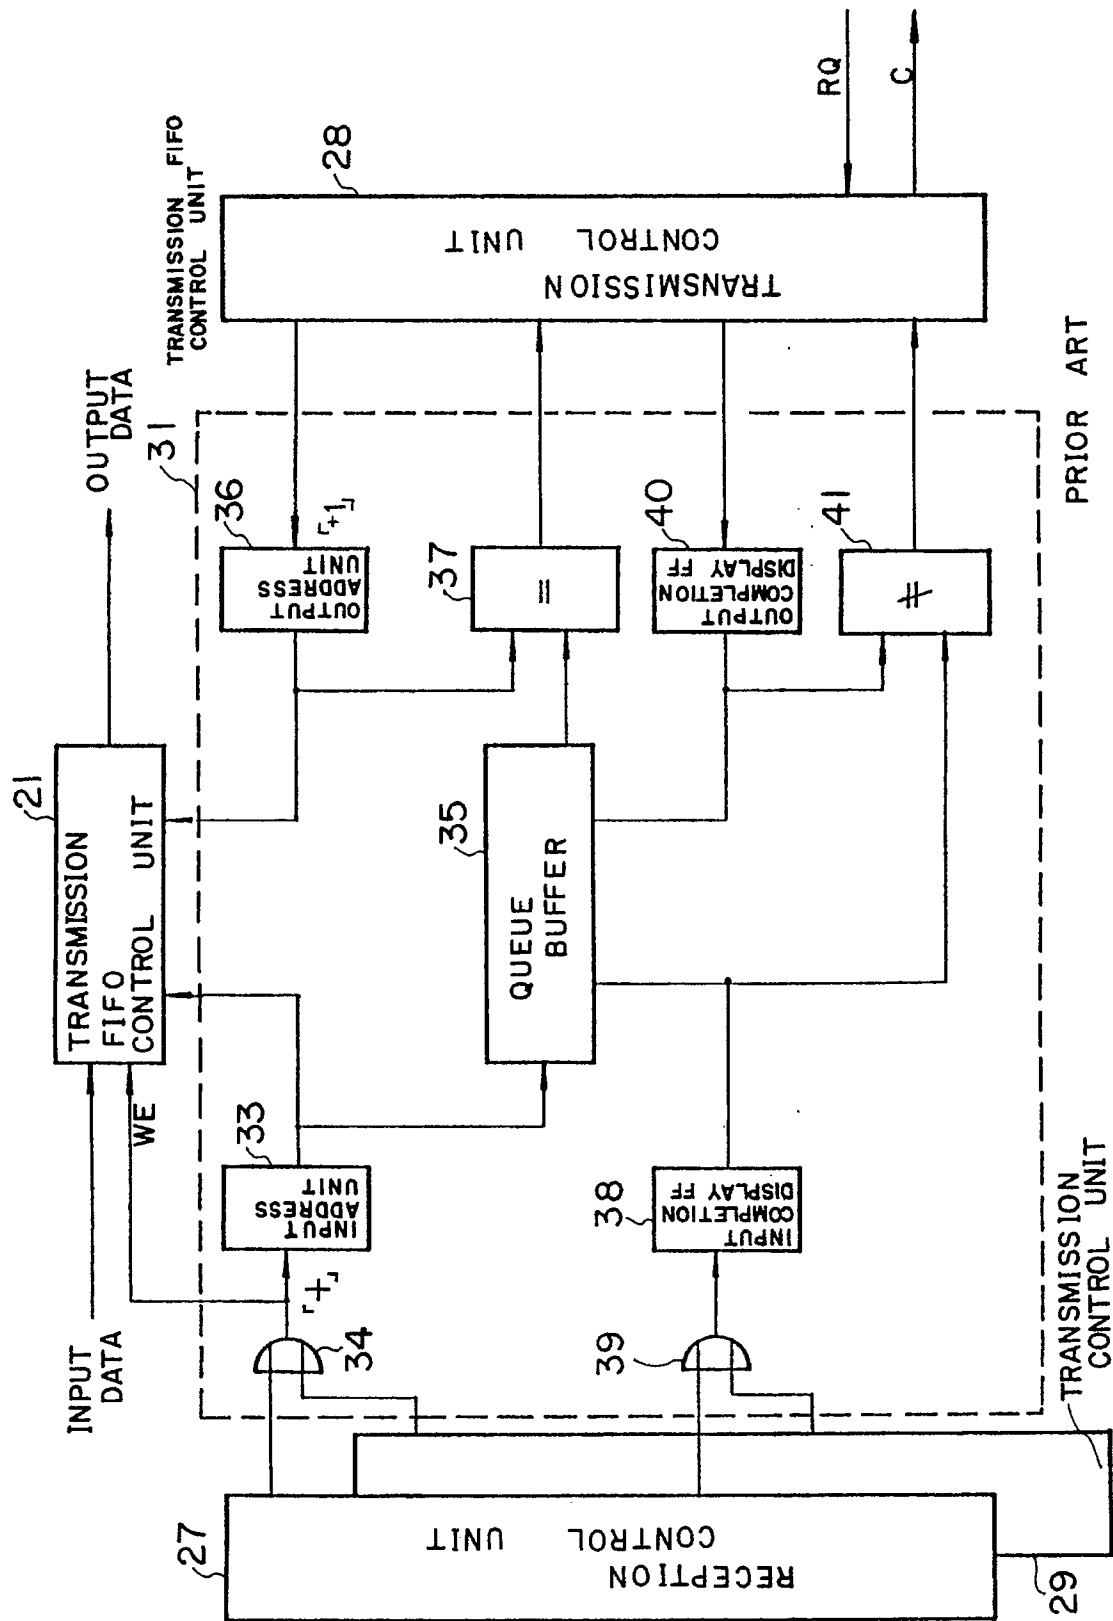 INPUT
DATA
WE
21
TRANSMISSION
FIFO
CONTROL UNIT
OUTPUT
DATA
31
TRANSMISSION FIFO
CONTROL UNIT
27
RECEPTION
CONTROL
UNIT
29
TRANSMISSION
CONTROL UNIT
34
「+」
33
INPUT
ADDRESS
UNIT
35
QUEUE
BUFFER
36
OUTPUT
ADDRESS
UNIT
「+1」
37
=
39
38
INPUT
COMPLETION
DISPLAY FF
40
OUTPUT
COMPLETION
DISPLAY FF
41
≠
28
TRANSMISSION
CONTROL
UNIT
RQ
C
PRIOR ART